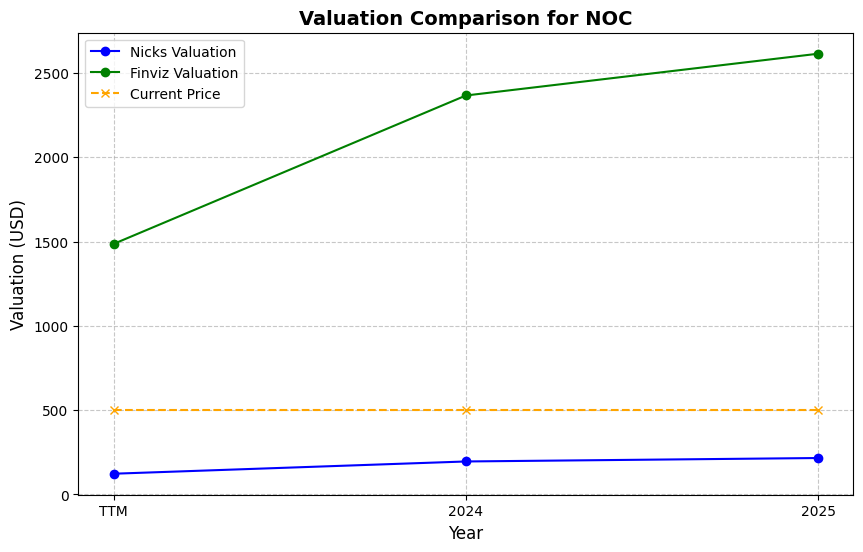 Valuation Comparison for NOC
Nicks Valuation
Finviz Valuation
Current Price
Valuation (USD)
2500
2000
1500
1000
500
0
TTM
2024
2025
Year